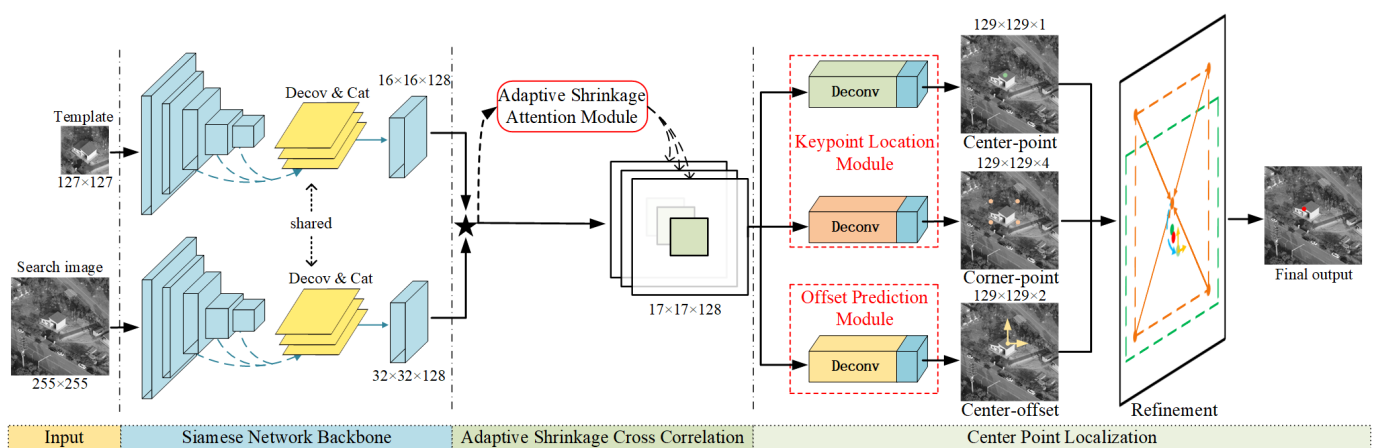 Template
127×127
Search image
255×255
Decov & Cat
16×16×128
shared
Decov & Cat
32×32×128
Adaptive Shrinkage
Attention Module
17×17×128
Deconv
Keypoint Location
Module
Deconv
Offset Prediction
Module
Deconv
129×129×1
Center-point
129×129×4
Corner-point
129×129×2
Center-offset
Refinement
Final output
Input
Siamese Network Backbone
Adaptive Shrinkage Cross Correlation
Center Point Localization